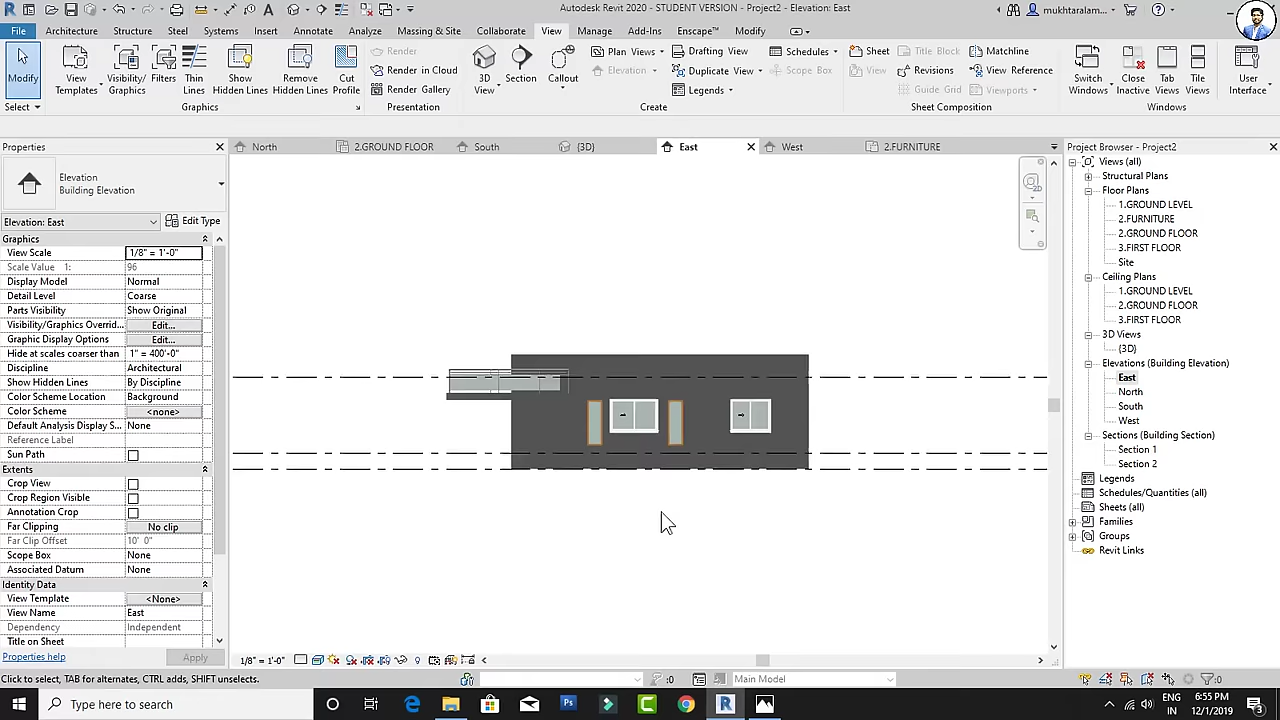 Autodesk Revit 2020 - STUDENT VERSION - Project2 - Elevation: East
mukhtaralam...
File Architecture Structure Steel Systems Insert Annotate Analyze Massing & Site Collaborate View Manage Add-Ins Enscape™ Modify
Modify
View Templates
Visibility/ Graphics
Filters
Thin Lines
Show Hidden Lines
Remove Hidden Lines
Cut Profile
Render
Render in Cloud
Render Gallery
3D View
Section
Callout
Plan Views
Elevation
Drafting View
Duplicate View
Legends
Schedules
Scope Box
Sheet
View
Title Block
Revisions
Guide Grid
Matchline
View Reference
Viewports
Switch Windows
Close Inactive
Tab Views
Tile Views
User Interface
Select Graphics Presentation Create Sheet Composition Windows
Properties
North 2.GROUND FLOOR South {3D} East West 2.FURNITURE
Project Browser - Project2
Elevation
Building Elevation
Elevation: East Edit Type
Graphics
View Scale 1/8" = 1'-0"
Scale Value 1: 96
Display Model Normal
Detail Level Coarse
Parts Visibility Show Original
Visibility/Graphics Overrid... Edit...
Graphic Display Options Edit...
Hide at scales coarser than 1" = 400'-0"
Discipline Architectural
Show Hidden Lines By Discipline
Color Scheme Location Background
Color Scheme <none>
Default Analysis Display S... None
Reference Label
Sun Path
Extents
Crop View
Crop Region Visible
Annotation Crop
Far Clipping No clip
Far Clip Offset 10' 0"
Scope Box None
Associated Datum None
Identity Data
View Template <None>
View Name East
Dependency Independent
Title on Sheet
Properties help Apply
Views (all)
Structural Plans
Floor Plans
1.GROUND LEVEL
2.FURNITURE
2.GROUND FLOOR
3.FIRST FLOOR
Site
Ceiling Plans
1.GROUND LEVEL
2.GROUND FLOOR
3.FIRST FLOOR
3D Views
{3D}
Elevations (Building Elevation)
East
North
South
West
Sections (Building Section)
Section 1
Section 2
Legends
Schedules/Quantities (all)
Sheets (all)
Families
Groups
Revit Links
1/8" = 1'-0"
Click to select, TAB for alternates, CTRL adds, SHIFT unselects.
:0
Main Model
:0
Type here to search
ENG
IN
6:55 PM
12/1/2019